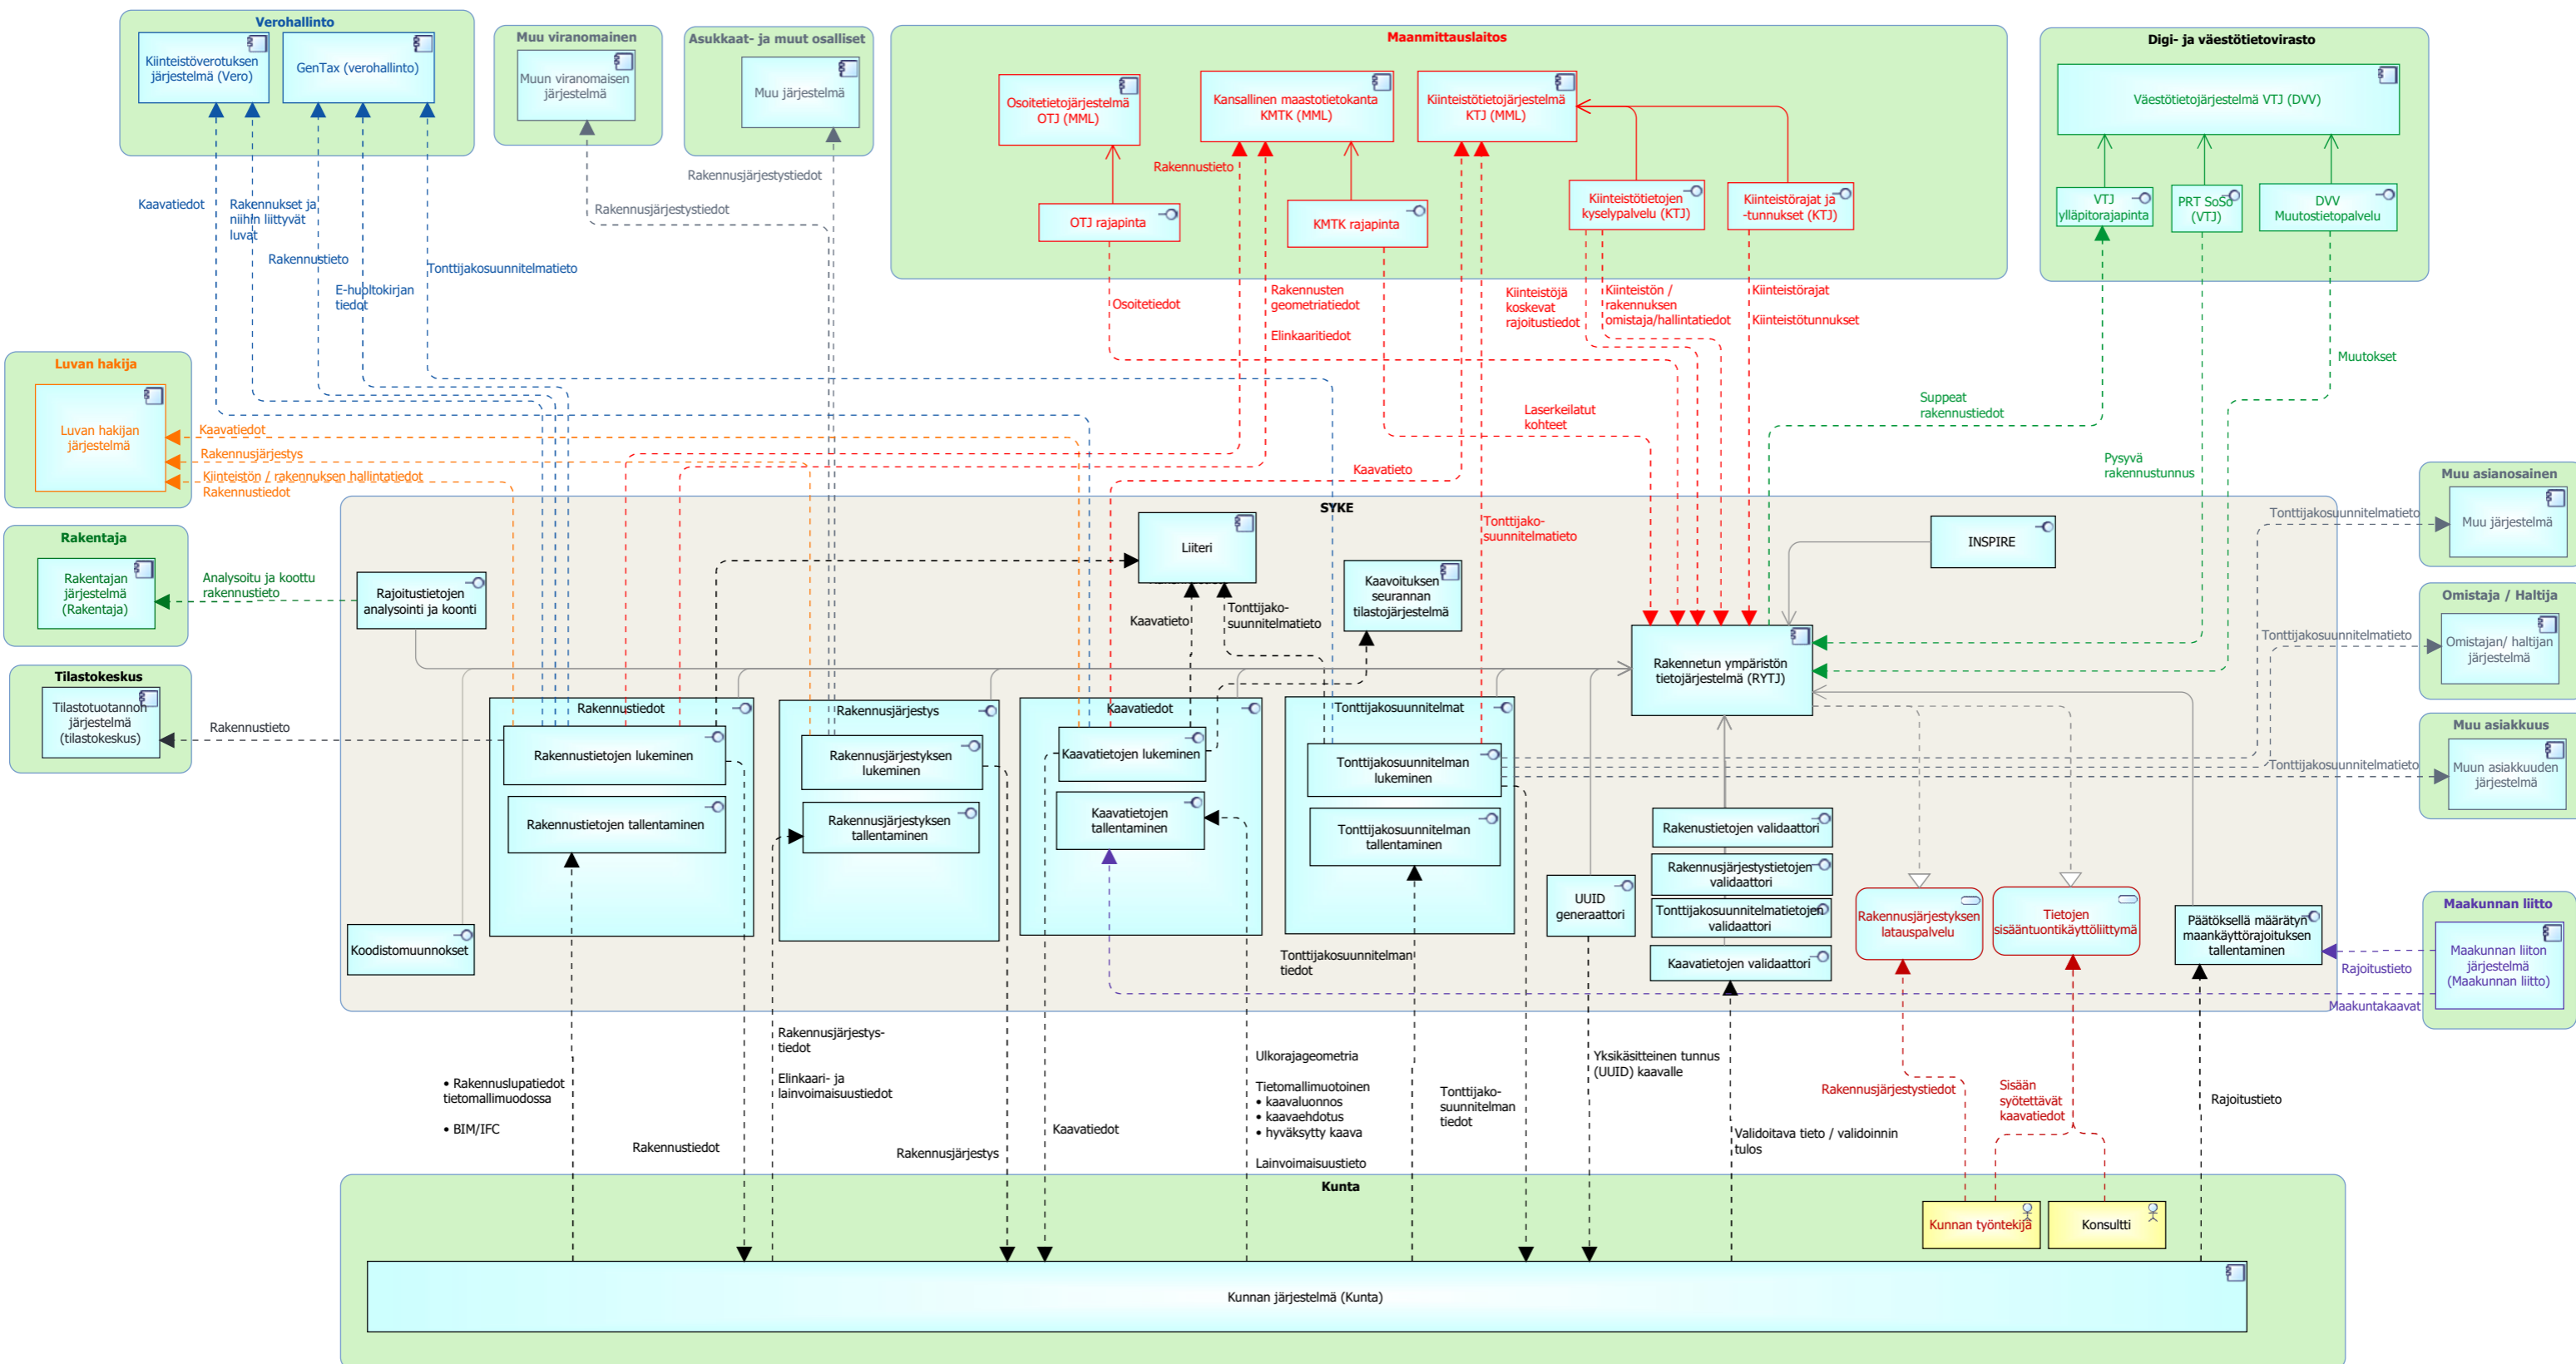 Verohallinto
Kiinteistöverotuksen
järjestelmä (Vero)
GenTax (verohallinto)
Muu viranomainen
Muun viranomaisen
järjestelmä
Asukkaat- ja muut osalliset
Muu järjestelmä
Maanmittauslaitos
Osoitetietojärjestelmä
OTJ (MML)
Kansallinen maastotietokanta
KMTK (MML)
Kiinteistötietojärjestelmä
KTJ (MML)
OTJ rajapinta
KMTK rajapinta
Kiinteistötietojen
kyselypalvelu (KTJ)
Kiinteistörajat ja
-tunnukset (KTJ)
Digi- ja väestötietovirasto
Väestötietojärjestelmä VTJ (DVV)
VTJ
ylläpitorajapinta
PRT SoSo
(VTJ)
DVV
Muutostietopalvelu
Kaavatiedot
Rakennukset ja
niihin liittyvät
luvat
Rakennustieto
E-huoltokirjan
tiedot
Tonttijakosuunnitelmatieto
Rakennusjärjestystiedot
Rakennusjärjestystiedot
Rakennustieto
Osoitetiedot
Rakennusten
geometriatiedot
Elinkaaritiedot
Kiinteistöjä
koskevat
rajoitustiedot
Kiinteistön /
rakennuksen
omistaja/hallintatiedot
Kiinteistörajat
Kiinteistötunnukset
Muutokset
Suppeat
rakennustiedot
Pysyvä
rakennustunnus
Laserkeilatut
kohteet
Kaavatieto
Tonttijako-
suunnitelmatieto
Luvan hakija
Luvan hakijan
järjestelmä
Kaavatiedot
Rakennusjärjestys
Kiinteistön / rakennuksen hallintatiedot
Rakennustiedot
Rakentaja
Rakentajan
järjestelmä
(Rakentaja)
Analysoitu ja koottu
rakennustieto
Tilastokeskus
Tilastotuotannon
järjestelmä
(tilastokeskus)
Rakennustieto
SYKE
Liiteri
Kaavoituksen
seurannan
tilastojärjestelmä
INSPIRE
Rajoitustietojen
analysointi ja koonti
Kaavatieto
Tonttijako-
suunnitelmatieto
Rakennetun ympäristön
tietojärjestelmä (RYTJ)
Rakennustiedot
Rakennustietojen lukeminen
Rakennustietojen tallentaminen
Rakennusjärjestys
Rakennusjärjestyksen
lukeminen
Rakennusjärjestyksen
tallentaminen
Kaavatiedot
Kaavatietojen lukeminen
Kaavatietojen
tallentaminen
Tonttijakosuunnitelmat
Tonttijakosuunnitelman
lukeminen
Tonttijakosuunnitelman
tallentaminen
Koodistomuunnokset
UUID
generaattori
Rakenustietojen validaattori
Rakennusjärjestystietojen
validaattori
Tonttijakosuunnitelmatietojen
validaattori
Kaavatietojen validaattori
Rakennusjärjestyksen
latauspalvelu
Tietojen
sisääntuontikäyttöliittymä
Päätöksellä määrätyn
maankäyttörajoituksen
tallentaminen
Muu asianosainen
Muu järjestelmä
Tonttijakosuunnitelmatieto
Omistaja / Haltija
Omistajan/ haltijan
järjestelmä
Tonttijakosuunnitelmatieto
Muu asiakkuus
Muun asiakkuuden
järjestelmä
Tonttijakosuunnitelmatieto
Maakunnan liitto
Maakunnan liiton
järjestelmä
(Maakunnan liitto)
Rajoitustieto
Maakuntakaavat
Tonttijakosuunnitelman
tiedot
• Rakennuslupatiedot
tietomallimuodossa
• BIM/IFC
Rakennustiedot
Rakennusjärjestys-
tiedot
Elinkaari- ja
lainvoimaisuustiedot
Rakennusjärjestys
Kaavatiedot
Ulkorajageometria
Tietomallimuotoinen
• kaavaluonnos
• kaavaehdotus
• hyväksytty kaava
Lainvoimaisuustieto
Tonttijako-
suunnitelman
tiedot
Yksikäsitteinen tunnus
(UUID) kaavalle
Validoitava tieto / validoinnin
tulos
Rakennusjärjestystiedot
Sisään
syötettävät
kaavatiedot
Rajoitustieto
Kunta
Kunnan työntekijä
Konsultti
Kunnan järjestelmä (Kunta)